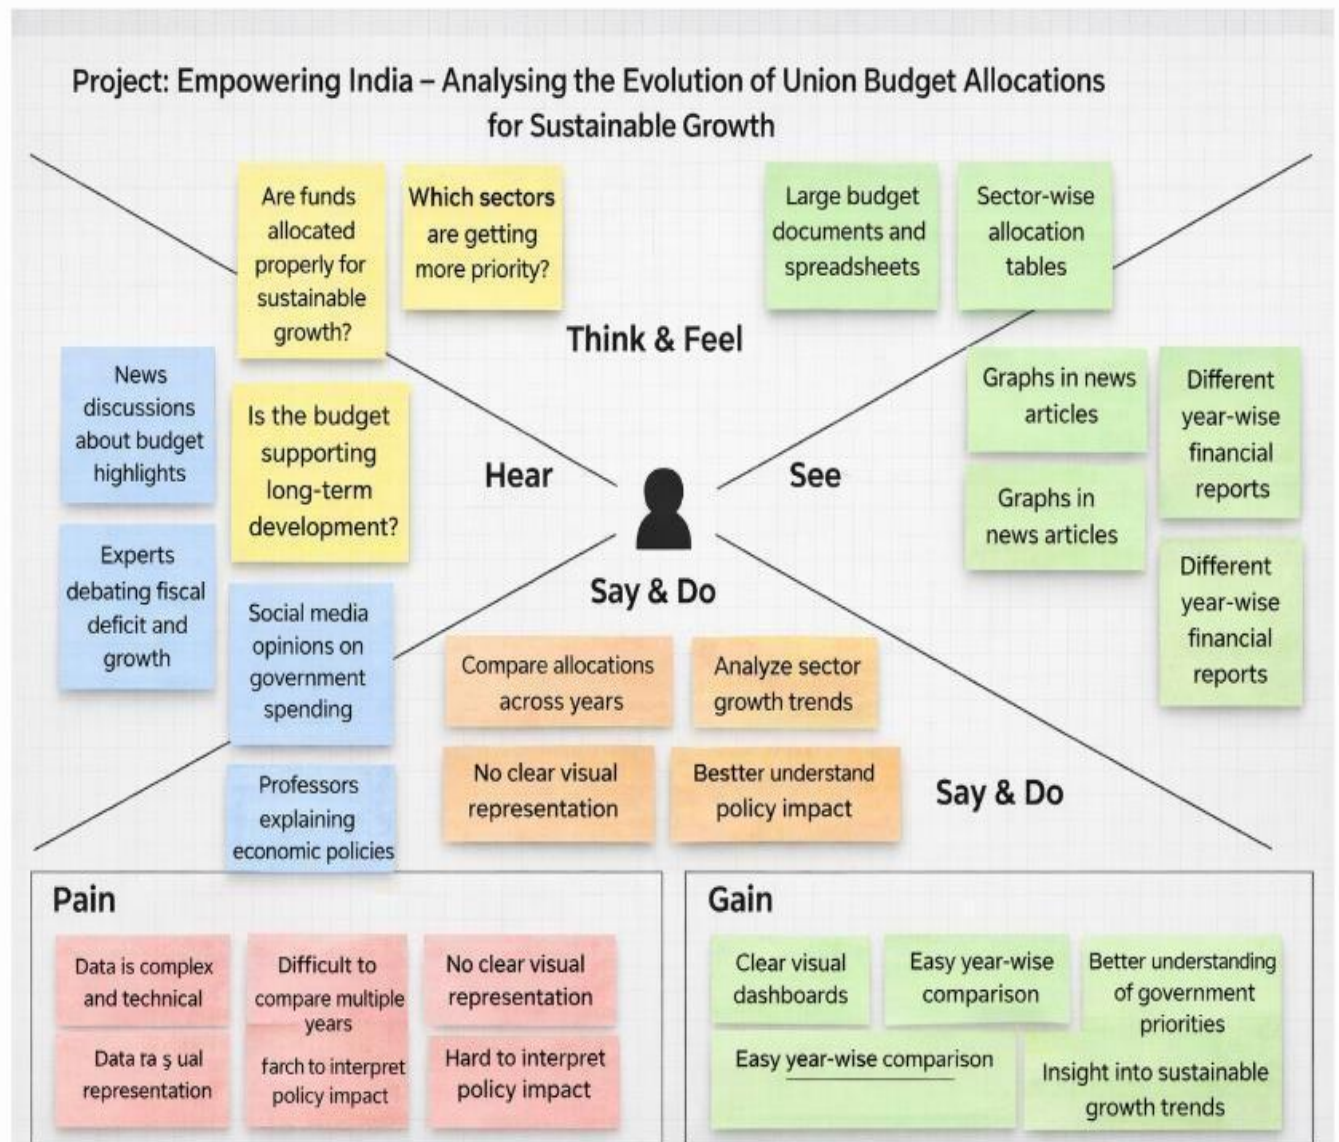 Project: Empowering India – Analysing the Evolution of Union Budget Allocations
for Sustainable Growth
Are funds
allocated
properly for
sustainable
growth?
Which sectors
are getting
more priority?
Large budget
documents and
spreadsheets
Sector-wise
allocation
tables
Think & Feel
News
discussions
about budget
highlights
Is the budget
supporting
long-term
development?
Hear
See
Graphs in news
articles
Different
year-wise
financial
reports
Graphs in
news articles
Different
year-wise
financial
reports
Experts
debating fiscal
deficit and
growth
Social media
opinions on
government
spending
Professors
explaining
economic policies
Say & Do
Compare allocations
across years
Analyze sector
growth trends
No clear visual
representation
Bestter understand
policy impact
Say & Do
Pain
Data is complex
and technical
Difficult to
compare multiple
years
No clear visual
representation
Data ra ş ual
representation
farch to interpret
policy impact
Hard to interpret
policy impact
Gain
Clear visual
dashboards
Easy year-wise
comparison
Better understanding
of government
priorities
Easy year-wise comparison
Insight into sustainable
growth trends